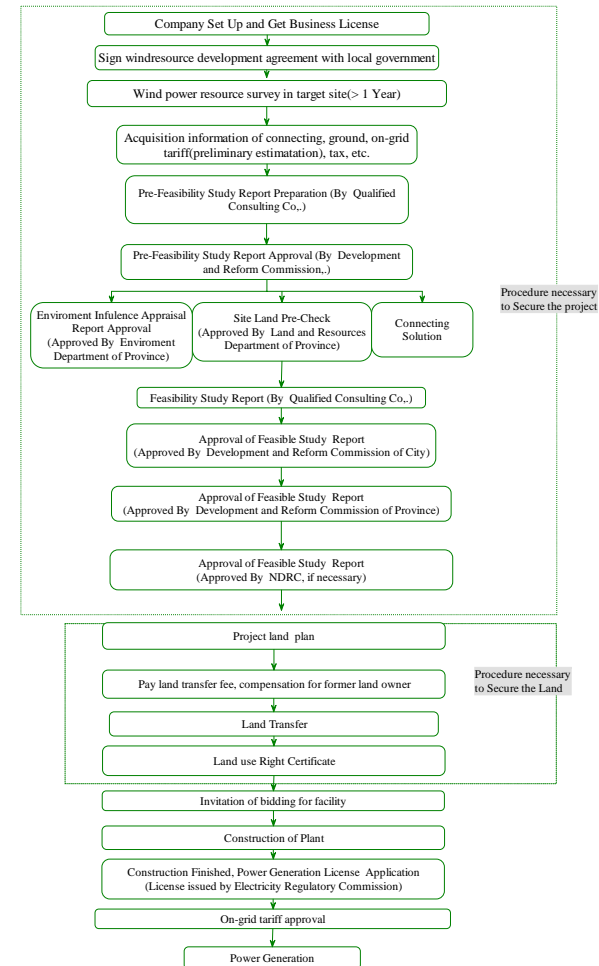 Company Set Up and Get Business License
Sign windresource development agreement with local government
Wind power resource survey in target site(> 1 Year)
Acquisition information of connecting, ground, on-grid
tariff(preliminary estimatation), tax, etc.
Pre-Feasibility Study Report Preparation (By Qualified
Consulting Co,.)
Pre-Feasibility Study Report Approval (By Development
and Reform Commission,.)
Enviroment Infulence Appraisal
Report Approval
(Approved By Enviroment
Department of Province)
Site Land Pre-Check
(Approved By Land and Resources
Department of Province)
Connecting
Solution
Procedure necessary
to Secure the project
Feasibility Study Report (By Qualified Consulting Co,.)
Approval of Feasible Study Report
(Approved By Development and Reform Commission of City)
Approval of Feasible Study Report
(Approved By Development and Reform Commission of Province)
Approval of Feasible Study Report
(Approved By NDRC, if necessary)
Project land plan
Pay land transfer fee, compensation for former land owner
Procedure necessary
to Secure the Land
Land Transfer
Land use Right Certificate
Invitation of bidding for facility
Construction of Plant
Construction Finished, Power Generation License Application
(License issued by Electricity Regulatory Commission)
On-grid tariff approval
Power Generation